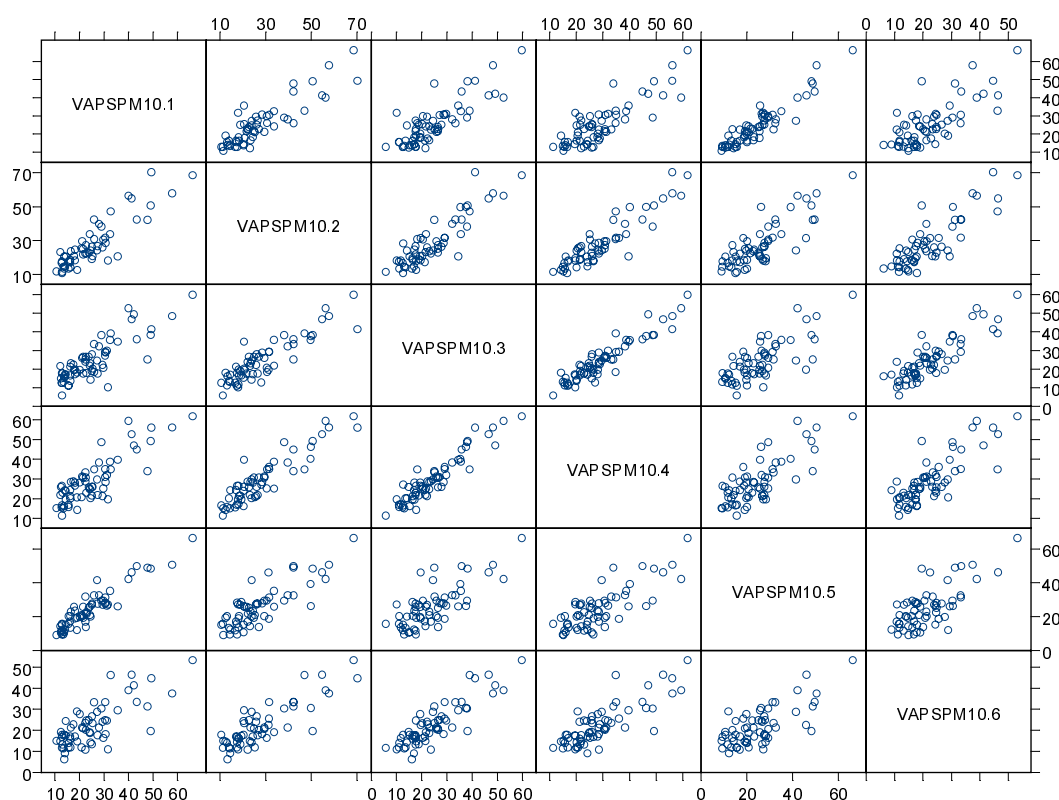 10 30 50 70 10 20 30 40 50 60 0 10 20 30 40 50
VAPSPM10.1
10 20 30 40 50 60
70 50 30 10
VAPSPM10.2
VAPSPM10.3
0 10 20 30 40 50 60
60 50 40 30 20 10
VAPSPM10.4
VAPSPM10.5
0 20 40 60
50 40 30 20 10 0
VAPSPM10.6
10 20 30 40 50 60 0 10 20 30 40 50 60 0 20 40 60